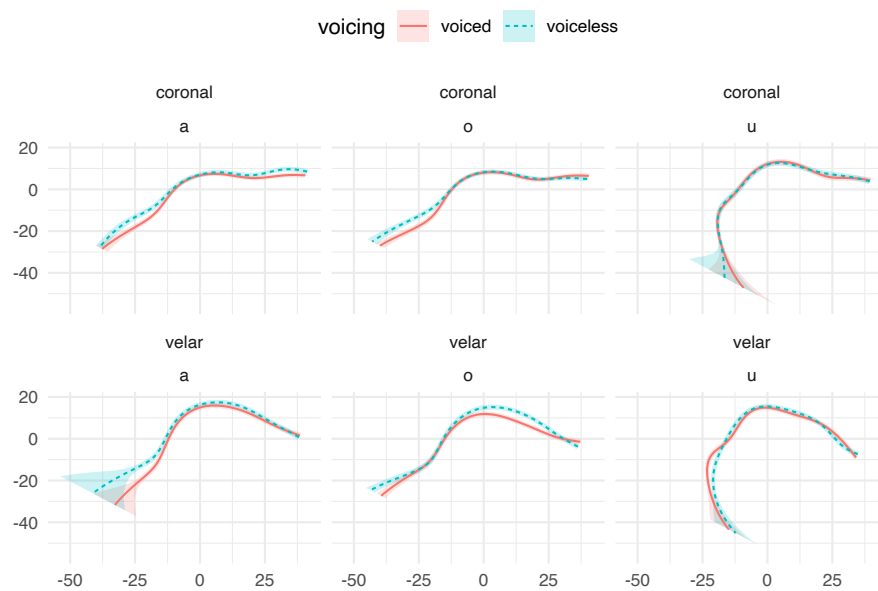 voicing voiced voiceless
coronal coronal coronal
a o u
20
0
-20
-40
velar velar velar
a o u
20
0
-20
-40
-50 -25 0 25 -50 -25 0 25 -50 -25 0 25